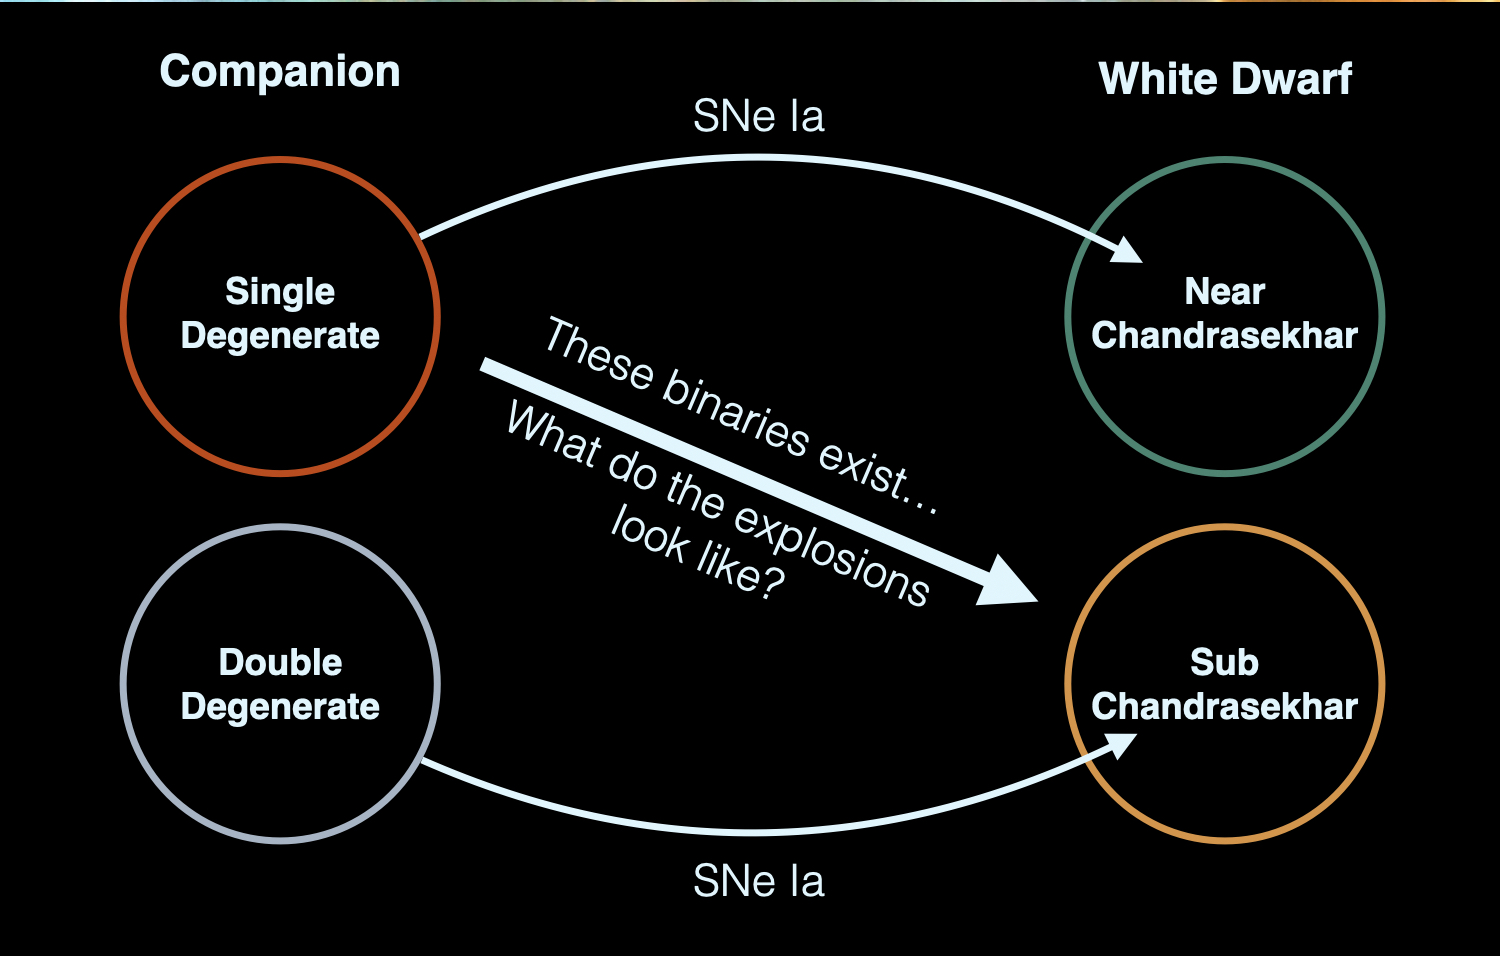 Companion
White Dwarf
SNe Ia
Single
Degenerate
Near
Chandrasekhar
These binaries exist...
What do the explosions
look like?
Double
Degenerate
Sub
Chandrasekhar
SNe Ia